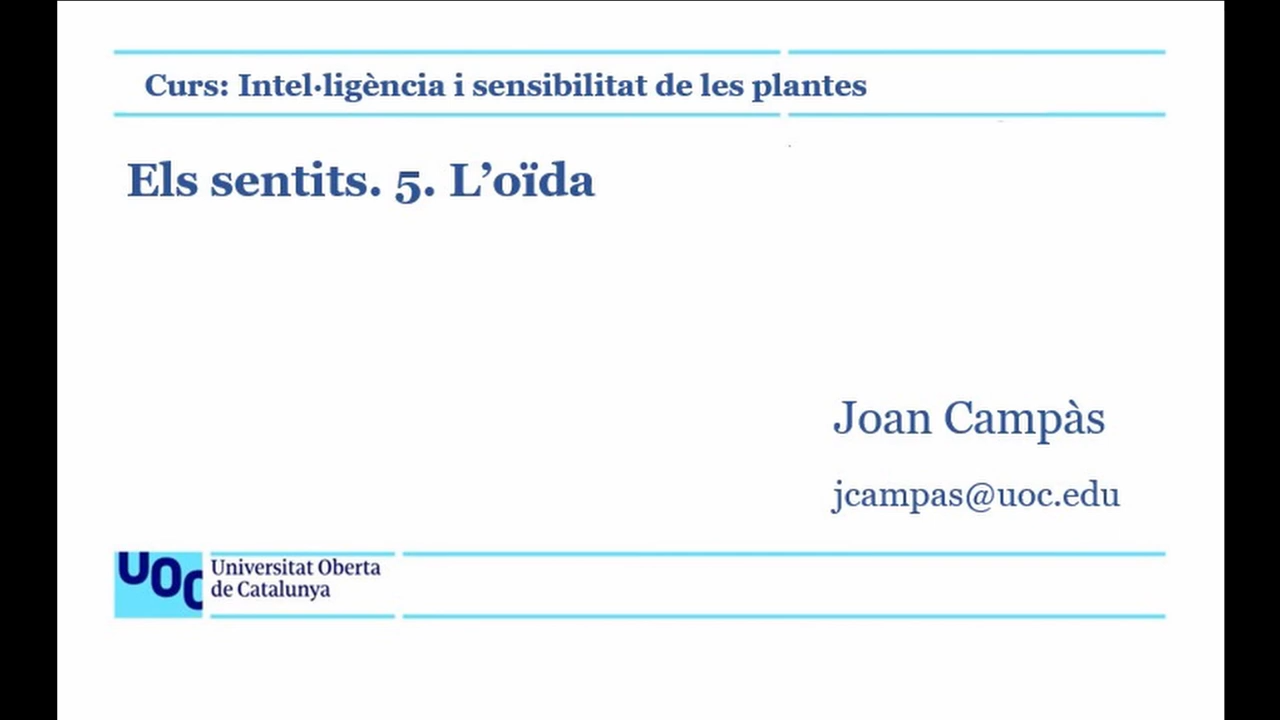 Curs: Intel·ligència i sensibilitat de les plantes
Els sentits. 5. L’oïda
Joan Campàs
jcampas@uoc.edu
UOC
Universitat Oberta
de Catalunya